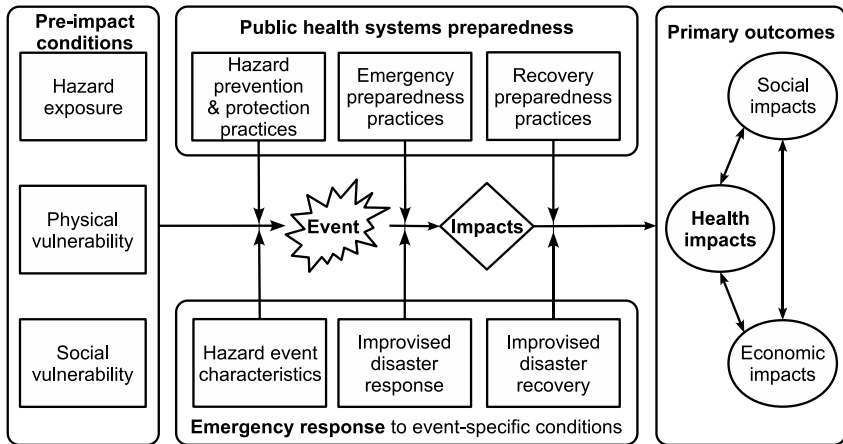 Pre-impact
conditions
Hazard
exposure
Physical
vulnerability
Social
vulnerability
Public health systems preparedness
Hazard
prevention
& protection
practices
Emergency
preparedness
practices
Recovery
preparedness
practices
Event
Impacts
Hazard event
characteristics
Improvised
disaster
response
Improvised
disaster
recovery
Emergency response to event-specific conditions
Primary outcomes
Social
impacts
Health
impacts
Economic
impacts